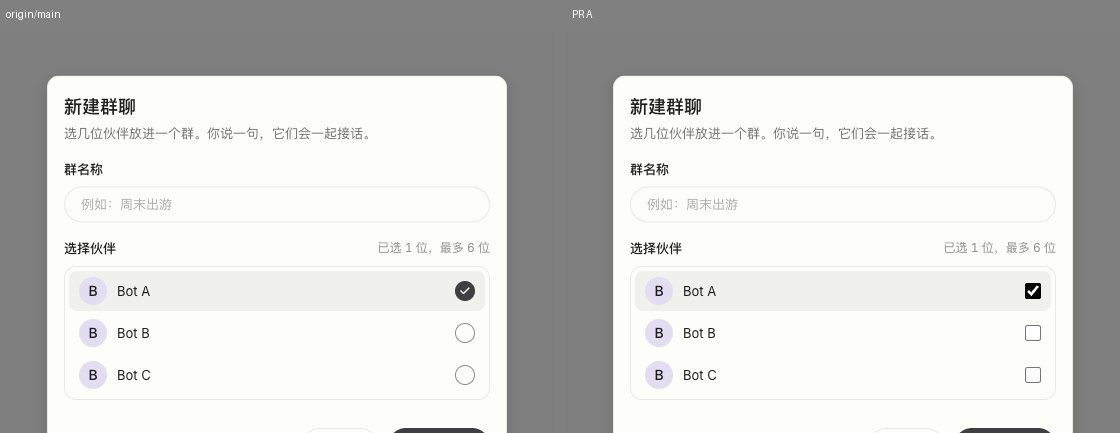 origin/main
新建群聊
选几位伙伴放进一个群。你说一句，它们会一起接话。
群名称
例如：周末出游
选择伙伴 已选 1 位，最多 6 位
B Bot A
B Bot B
B Bot C
PR A
新建群聊
选几位伙伴放进一个群。你说一句，它们会一起接话。
群名称
例如：周末出游
选择伙伴 已选 1 位，最多 6 位
B Bot A
B Bot B
B Bot C